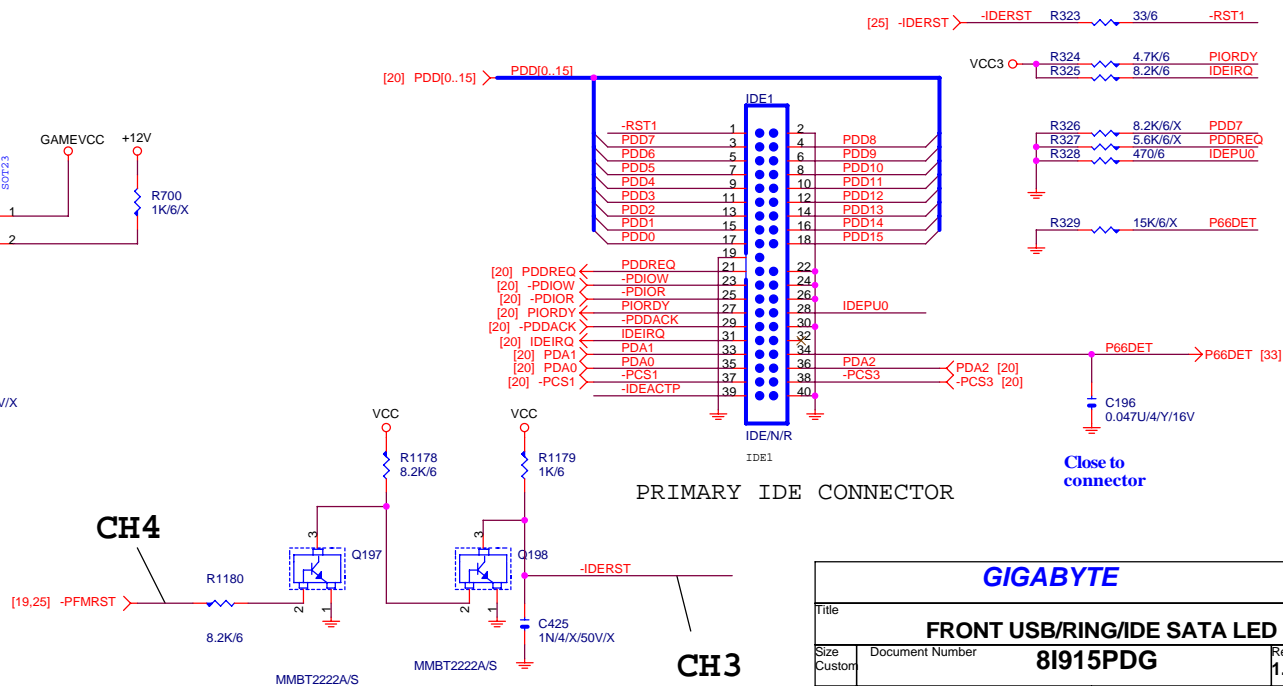 [25] -IDERST -IDERST R323 33/6 -RST1
VCC3 R324 4.7K/6 PIORDY
R325 8.2K/6 IDEIRQ
R326 8.2K/6/X PDD7
R327 5.6K/6/X PDDREQ
R328 470/6 IDEPU0
R329 15K/6/X P66DET
[20] PDD[0..15] PDD[0..15]
IDE1
-RST1 1 2
PDD7 3 4 PDD8
PDD6 5 6 PDD9
PDD5 7 8 PDD10
PDD4 9 10 PDD11
PDD3 11 12 PDD12
PDD2 13 14 PDD13
PDD1 15 16 PDD14
PDD0 17 18 PDD15
19
[20] PDDREQ PDDREQ 21 22
[20] -PDIOW -PDIOW 23 24
[20] -PDIOR -PDIOR 25 26
[20] PIORDY PIORDY 27 28 IDEPU0
[20] -PDDACK -PDDACK 29 30
[20] IDEIRQ IDEIRQ 31 32
[20] PDA1 PDA1 33 34 P66DET P66DET [33]
[20] PDA0 PDA0 35 36 PDA2 PDA2 [20]
[20] -PCS1 -PCS1 37 38 -PCS3 -PCS3 [20]
-IDEACTP 39 40
IDE/N/R
IDE1
PRIMARY IDE CONNECTOR
C196
0.047U/4/Y/16V
Close to
connector
SOT23
GAMEVCC +12V
R700
1K/6/X
1
2
V/X
VCC
R1178
8.2K/6
VCC
R1179
1K/6
CH4
[19,25] -PFMRST
R1180
8.2K/6
3
Q197
2
1
MMBT2222A/S
3
Q198
2
1
MMBT2222A/S
-IDERST
C425
1N/4/X/50V/X
CH3
GIGABYTE
Title
FRONT USB/RING/IDE SATA LED
Size
Custom
Document Number
8I915PDG